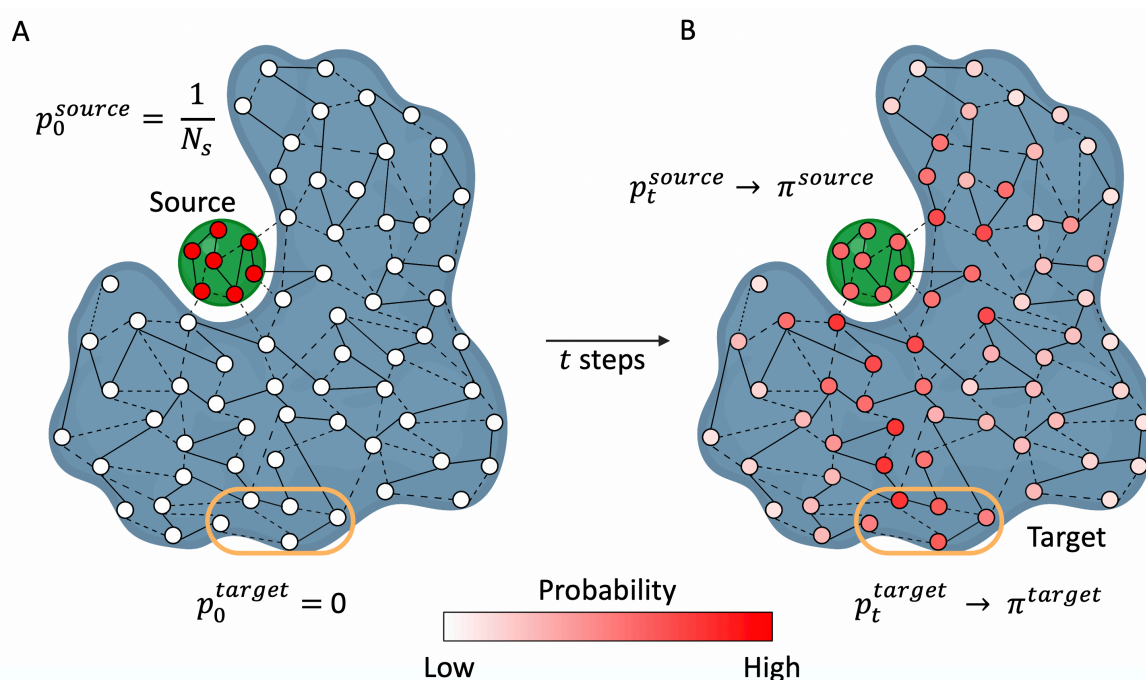 A
B
p_0^{source} = \frac{1}{N_s}
p_t^{source} → π^{source}
Source
t steps
Target
p_0^{target} = 0
Probability
p_t^{target} → π^{target}
Low
High